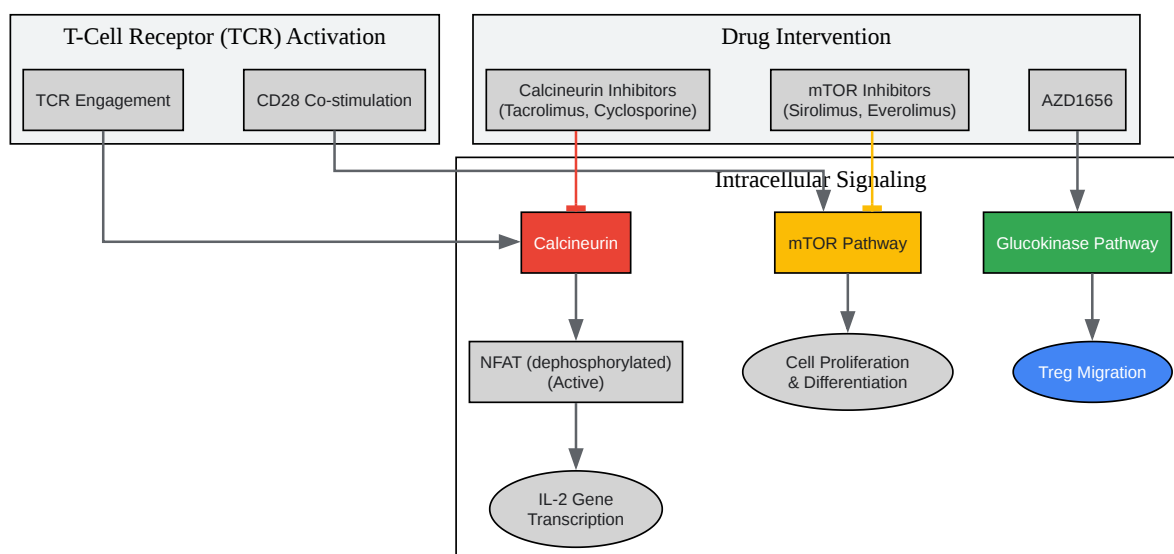 T-Cell Receptor (TCR) Activation
Drug Intervention
TCR Engagement
CD28 Co-stimulation
Calcineurin Inhibitors
(Tacrolimus, Cyclosporine)
mTOR Inhibitors
(Sirolimus, Everolimus)
AZD1656
Intracellular Signaling
Calcineurin
mTOR Pathway
Glucokinase Pathway
NFAT (dephosphorylated)
(Active)
Cell Proliferation
& Differentiation
Treg Migration
IL-2 Gene
Transcription